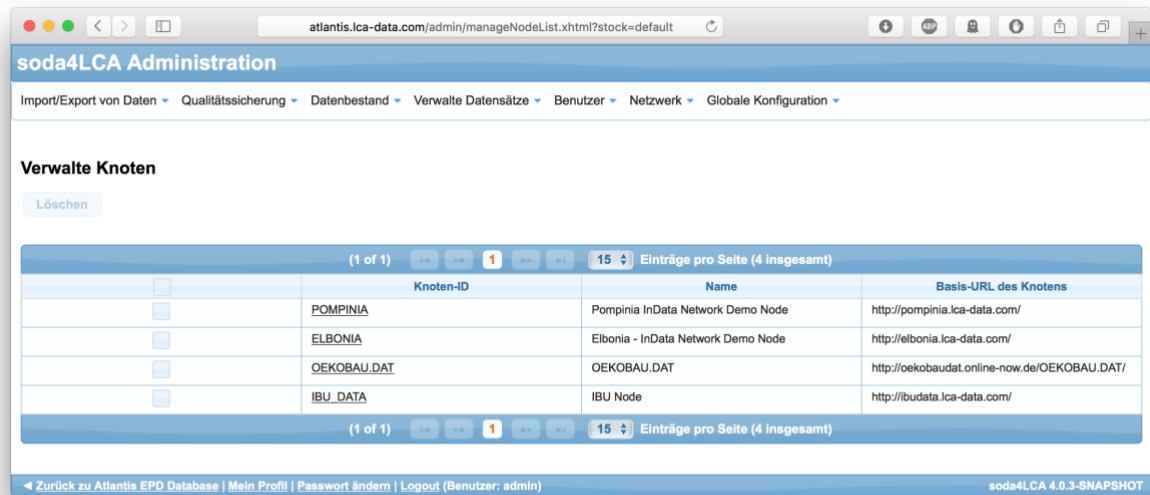 atlantis.lca-data.com/admin/manageNodeList.xhtml?stock=default
ABP
soda4LCA Administration
Import/Export von Daten Qualitätssicherung Datenbestand Verwalte Datensätze Benutzer Netzwerk Globale Konfiguration
Verwalte Knoten
Löschen
(1 of 1) 1 15 Einträge pro Seite (4 insgesamt)
Knoten-ID Name Basis-URL des Knotens
POMPINIA Pompinia InData Network Demo Node http://pompinia.lca-data.com/
ELBONIA Elbonia - InData Network Demo Node http://elbonia.lca-data.com/
OEKOBAU.DAT OEKOBAU.DAT http://oekobaudat.online-now.de/OEKOBAU.DAT/
IBU_DATA IBU Node http://ibudata.lca-data.com/
(1 of 1) 1 15 Einträge pro Seite (4 insgesamt)
Zurück zu Atlantis EPD Database | Mein Profil | Passwort ändern | Logout (Benutzer: admin) soda4LCA 4.0.3-SNAPSHOT